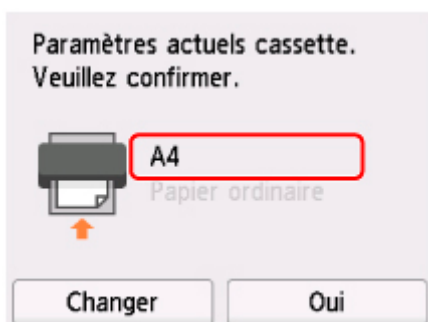 Paramètres actuels cassette.
Veuillez confirmer.
A4
Papier ordinaire
Changer
Oui